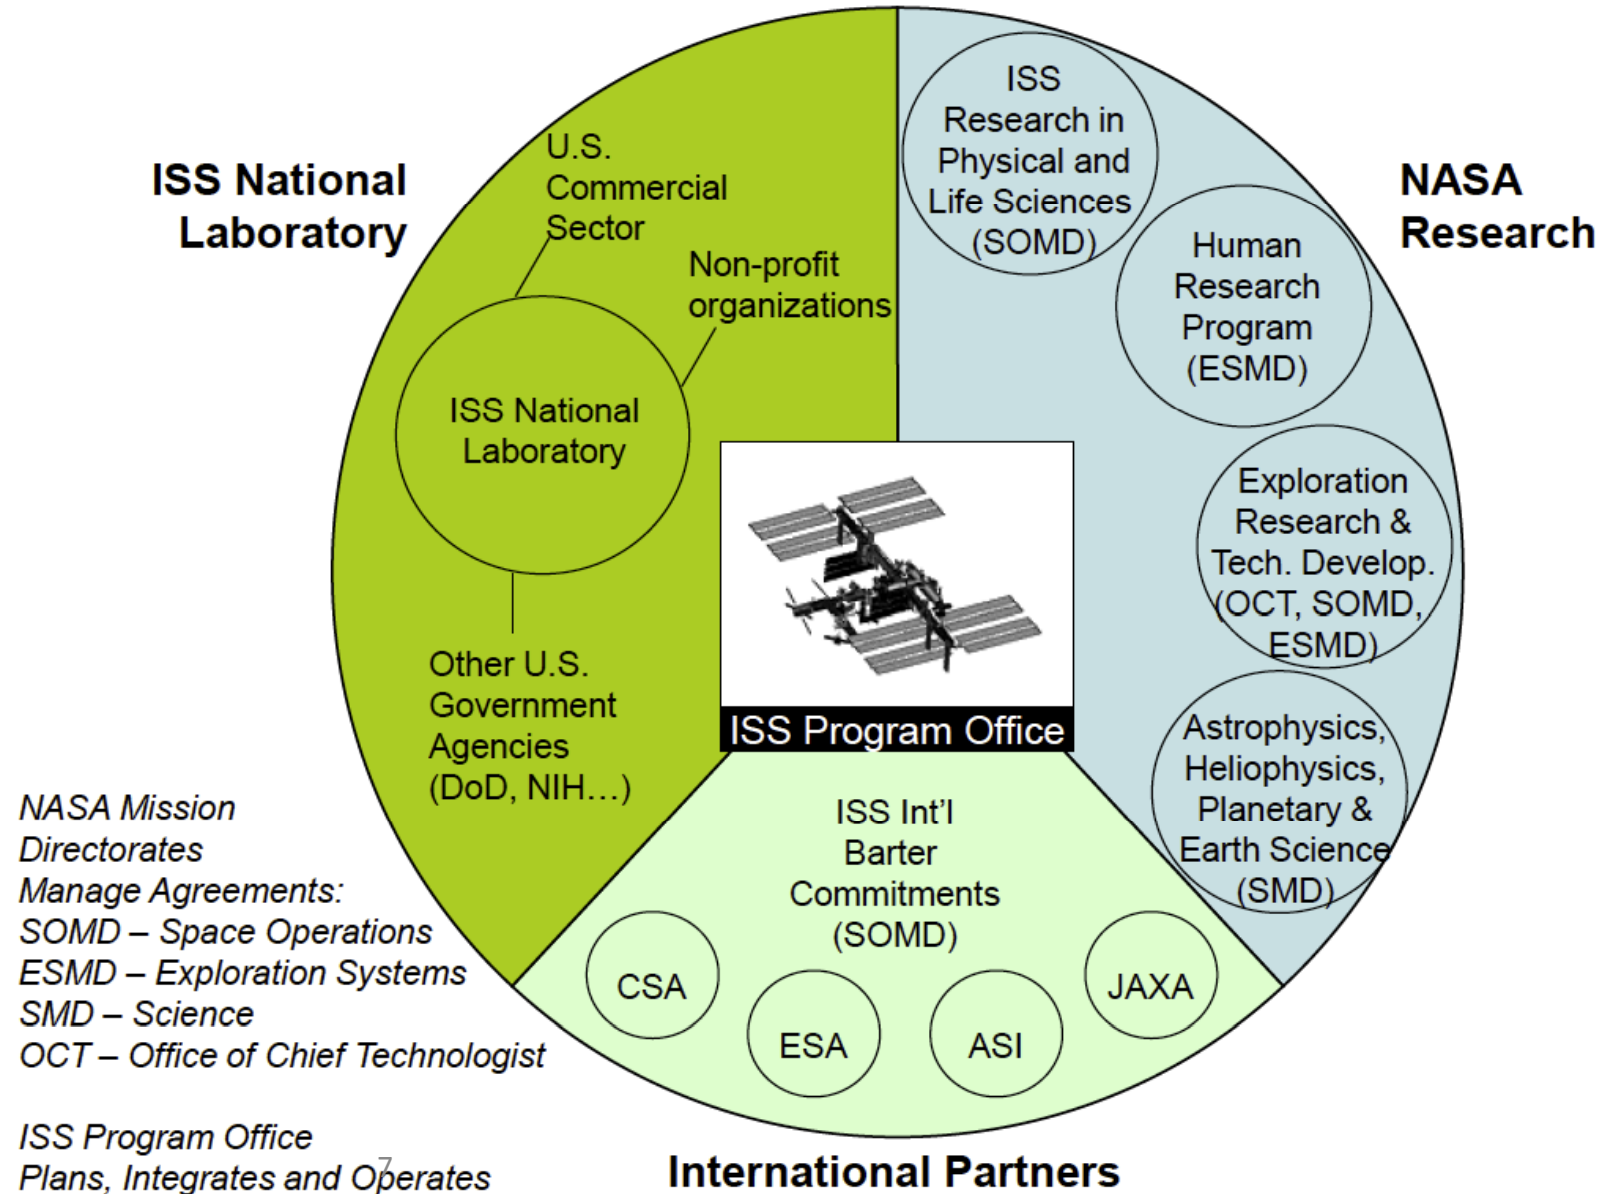 ISS National
Laboratory
U.S.
Commercial
Sector
Non-profit
organizations
ISS National
Laboratory
Other U.S.
Government
Agencies
(DoD, NIH…)
ISS
Research in
Physical and
Life Sciences
(SOMD)
Human
Research
Program
(ESMD)
Exploration
Research &
Tech. Develop.
(OCT, SOMD,
ESMD)
Astrophysics,
Heliophysics,
Planetary &
Earth Science
(SMD)
NASA
Research
ISS Program Office
ISS Int'l
Barter
Commitments
(SOMD)
CSA
ESA
ASI
JAXA
International Partners
NASA Mission
Directorates
Manage Agreements:
SOMD – Space Operations
ESMD – Exploration Systems
SMD – Science
OCT – Office of Chief Technologist
ISS Program Office
Plans, Integrates and Operates
7